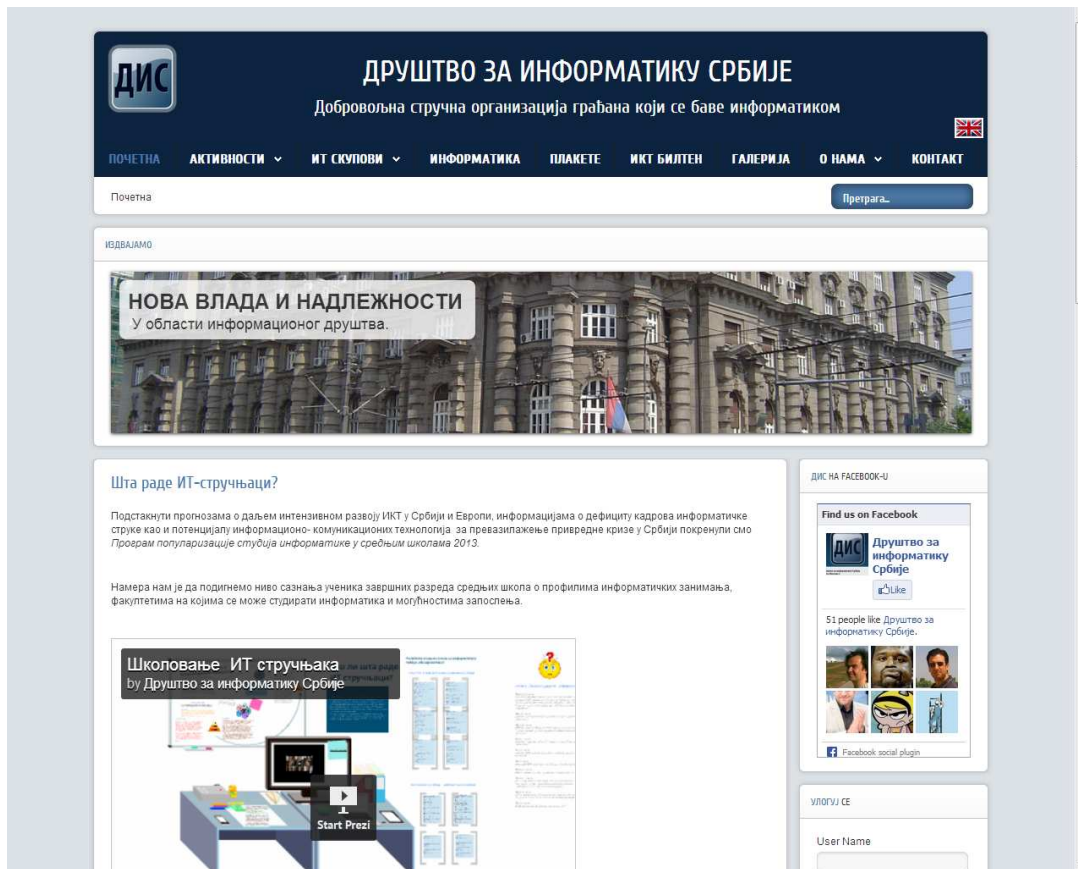 ДИС
ДРУШТВО ЗА ИНФОРМАТИКУ СРБИЈЕ
Добровољна стручна организација грађана који се баве информатиком
ПОЧЕТНА АКТИВНОСТИ ИТ СКУПОВИ ИНФОРМАТИКА ПЛАКЕТЕ ИКТ БИЛТЕН ГАЛЕРИЈА О НАМА КОНТАКТ
Почетна
Претрага...
ИЗДВАЈАМО
НОВА ВЛАДА И НАДЛЕЖНОСТИ
У области информационог друштва.
Шта раде ИТ-стручњаци?
Подстакнути прогнозама о даљем интензивном развоју ИКТ у Србији и Европи, информацијама о дефициту кадрова информатичке
струке као и потенцијалу информационо- комуникационих технологија за превазилажење привредне кризе у Србији покренули смо
Програм популаризације студија информатике у средњим школама 2013.
Намера нам је да подигнемо ниво сазнања ученика завршних разреда средњих школа о профилима информатичких занимања,
факултетима на којима се може студирати информатика и могућностима запослења.
Школовање ИТ стручњака
by Друштво за информатику Србије
Start Prezi
ДИС НА FACEBOOK-U
Find us on Facebook
ДИС
Друштво за
информатику
Србије
Like
51 people like Друштво за
информатику Србије.
Facebook social plugin
УЛОГУЈ СЕ
User Name